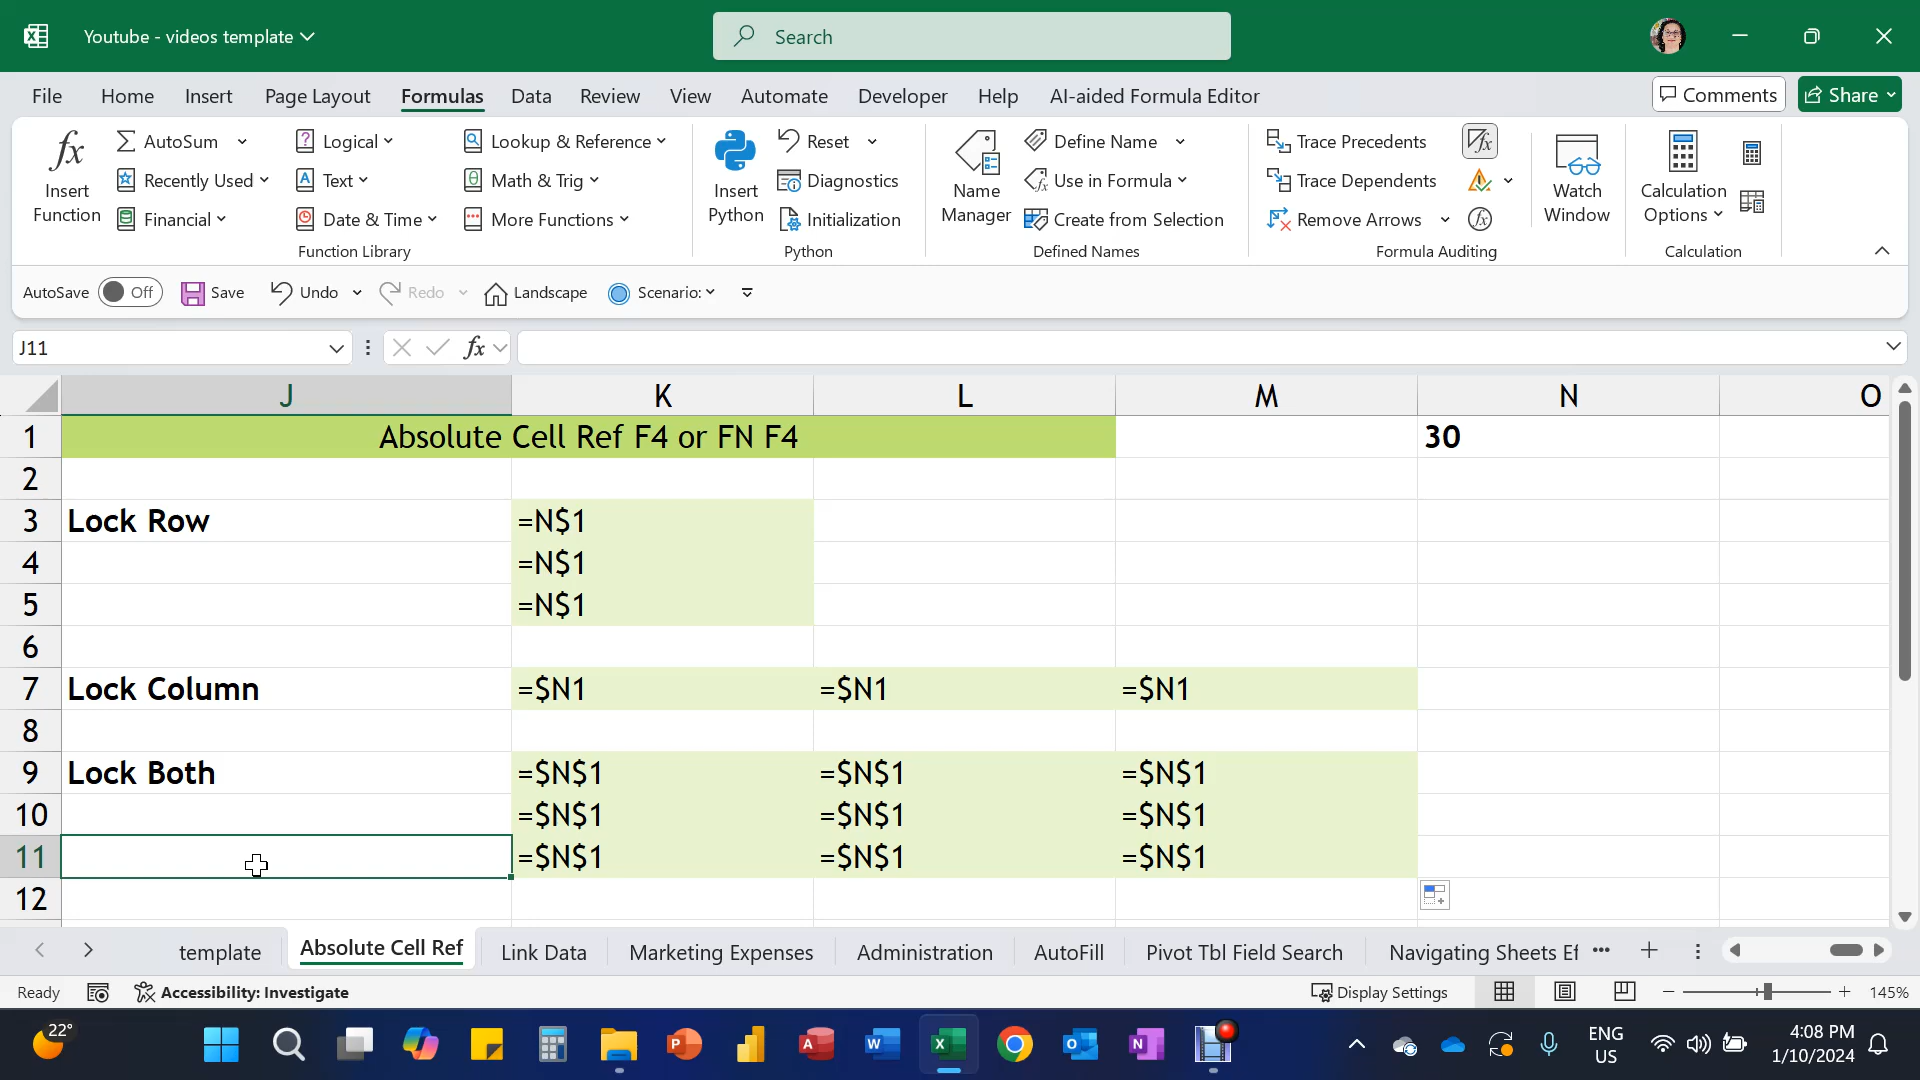 Youtube - videos template
Search
File Home Insert Page Layout Formulas Data Review View Automate Developer Help AI-aided Formula Editor Comments Share
fx
Insert
Function
AutoSum
Recently Used
Financial
Logical
Text
Date & Time
Lookup & Reference
Math & Trig
More Functions
Function Library
Insert
Python
Reset
Diagnostics
Initialization
Python
Name
Manager
Define Name
Use in Formula
Create from Selection
Defined Names
Trace Precedents
Trace Dependents
Remove Arrows
Formula Auditing
Watch
Window
Calculation
Options
Calculation
AutoSave Off Save Undo Redo Landscape Scenario:
J11 fx
J K L M N O
1 Absolute Cell Ref F4 or FN F4 30
2
3 Lock Row =N$1
4 =N$1
5 =N$1
6
7 Lock Column =$N1 =$N1 =$N1
8
9 Lock Both =$N$1 =$N$1 =$N$1
10 =$N$1 =$N$1 =$N$1
11 =$N$1 =$N$1 =$N$1
12
template Absolute Cell Ref Link Data Marketing Expenses Administration AutoFill Pivot Tbl Field Search Navigating Sheets Ef
Ready Accessibility: Investigate Display Settings 145%
22°
ENG
US
4:08 PM
1/10/2024